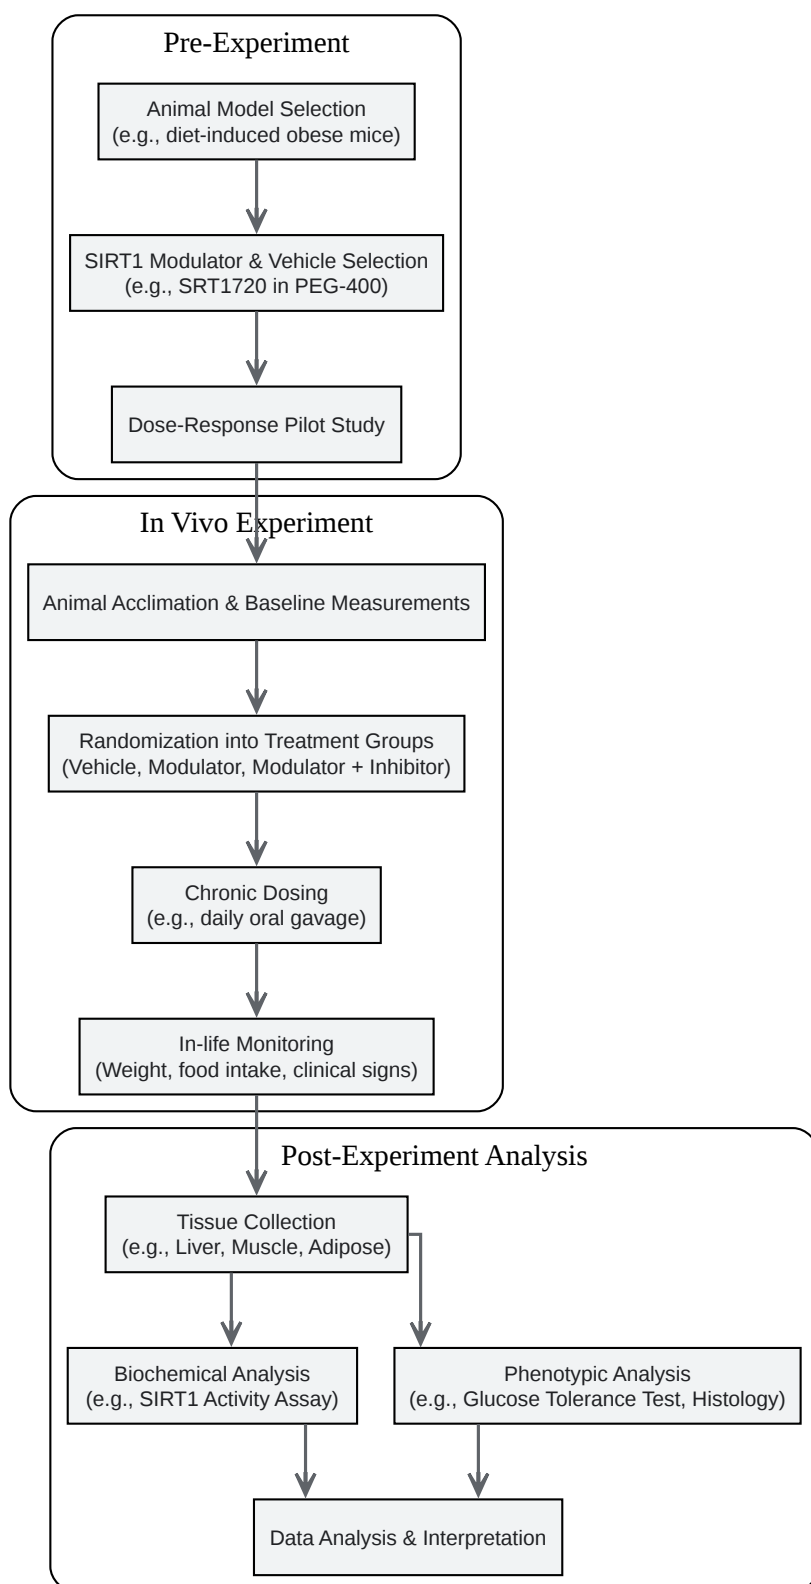 Pre-Experiment
Animal Model Selection
(e.g., diet-induced obese mice)
SIRT1 Modulator & Vehicle Selection
(e.g., SRT1720 in PEG-400)
Dose-Response Pilot Study
In Vivo Experiment
Animal Acclimation & Baseline Measurements
Randomization into Treatment Groups
(Vehicle, Modulator, Modulator + Inhibitor)
Chronic Dosing
(e.g., daily oral gavage)
In-life Monitoring
(Weight, food intake, clinical signs)
Post-Experiment Analysis
Tissue Collection
(e.g., Liver, Muscle, Adipose)
Biochemical Analysis
(e.g., SIRT1 Activity Assay)
Phenotypic Analysis
(e.g., Glucose Tolerance Test, Histology)
Data Analysis & Interpretation